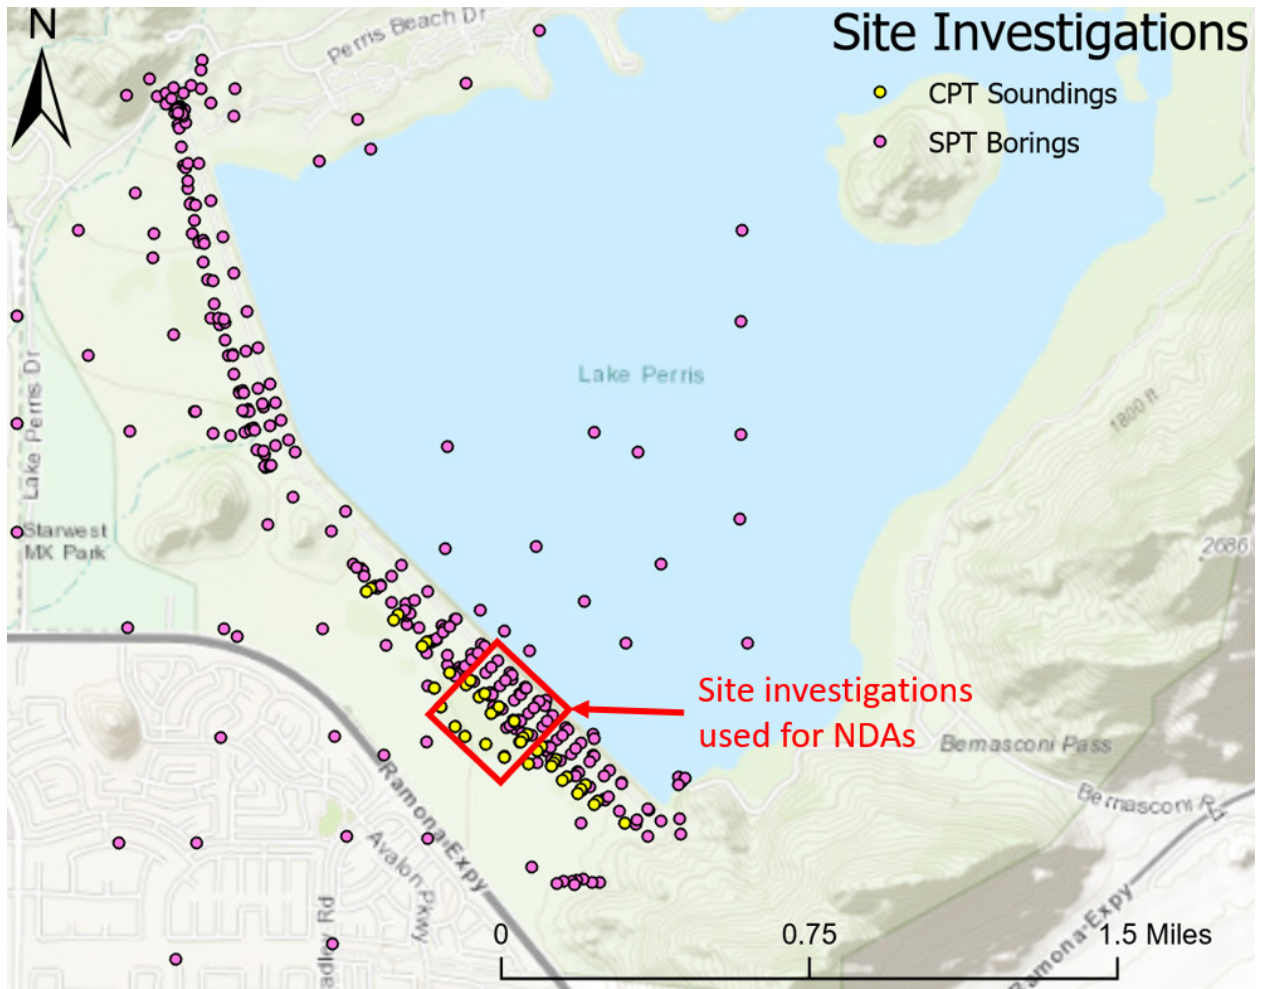 N
Perris Beach Dr
Site Investigations
CPT Soundings
SPT Borings
Lake Perris Dr
Lake Perris
1800 ft
Starwest
MX Park
2686
Site investigations
used for NDAs
Bernasconi Pass
Bernasconi Rd
Ramona Expy
Avalon Pkwy
adley Rd
Ramona-Expy
0
0.75
1.5 Miles